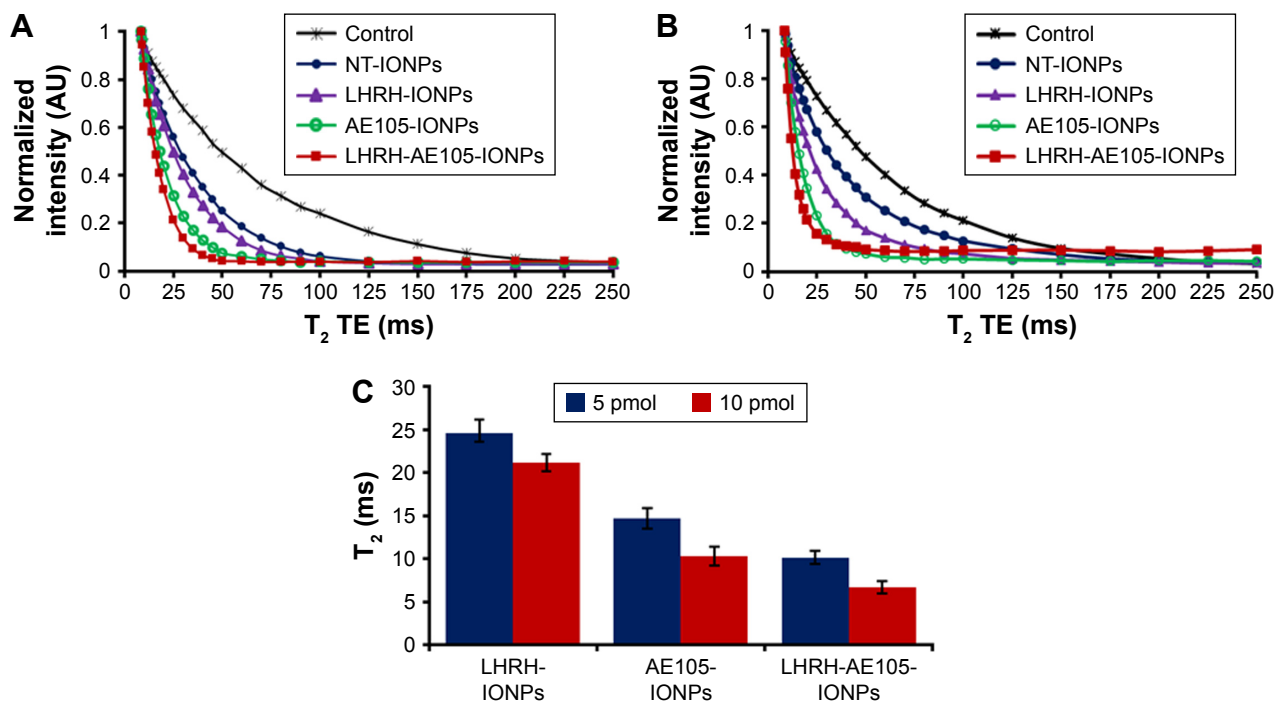 A
Normalized
intensity (AU)
1
0.8
0.6
0.4
0.2
0
0 25 50 75 100 125 150 175 200 225 250
T2 TE (ms)
Control
NT-IONPs
LHRH-IONPs
AE105-IONPs
LHRH-AE105-IONPs
B
Normalized
intensity (AU)
1
0.8
0.6
0.4
0.2
0
0 25 50 75 100 125 150 175 200 225 250
T2 TE (ms)
Control
NT-IONPs
LHRH-IONPs
AE105-IONPs
LHRH-AE105-IONPs
C
T2 (ms)
30
25
20
15
10
5
0
5 pmol 10 pmol
LHRH-
IONPs
AE105-
IONPs
LHRH-AE105-
IONPs